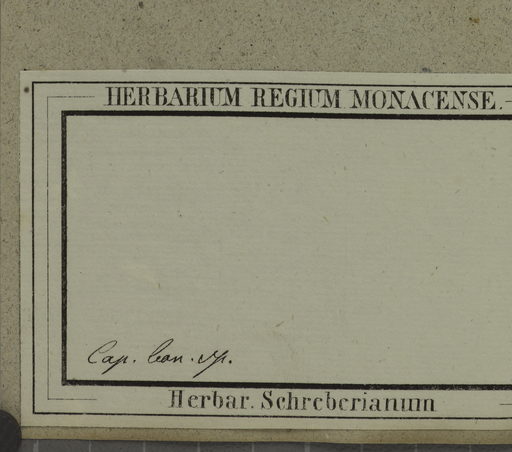 HERBARIUM REGIUM MONACENSE.
Cap. bon. sp.
Herbar. Schreberianum